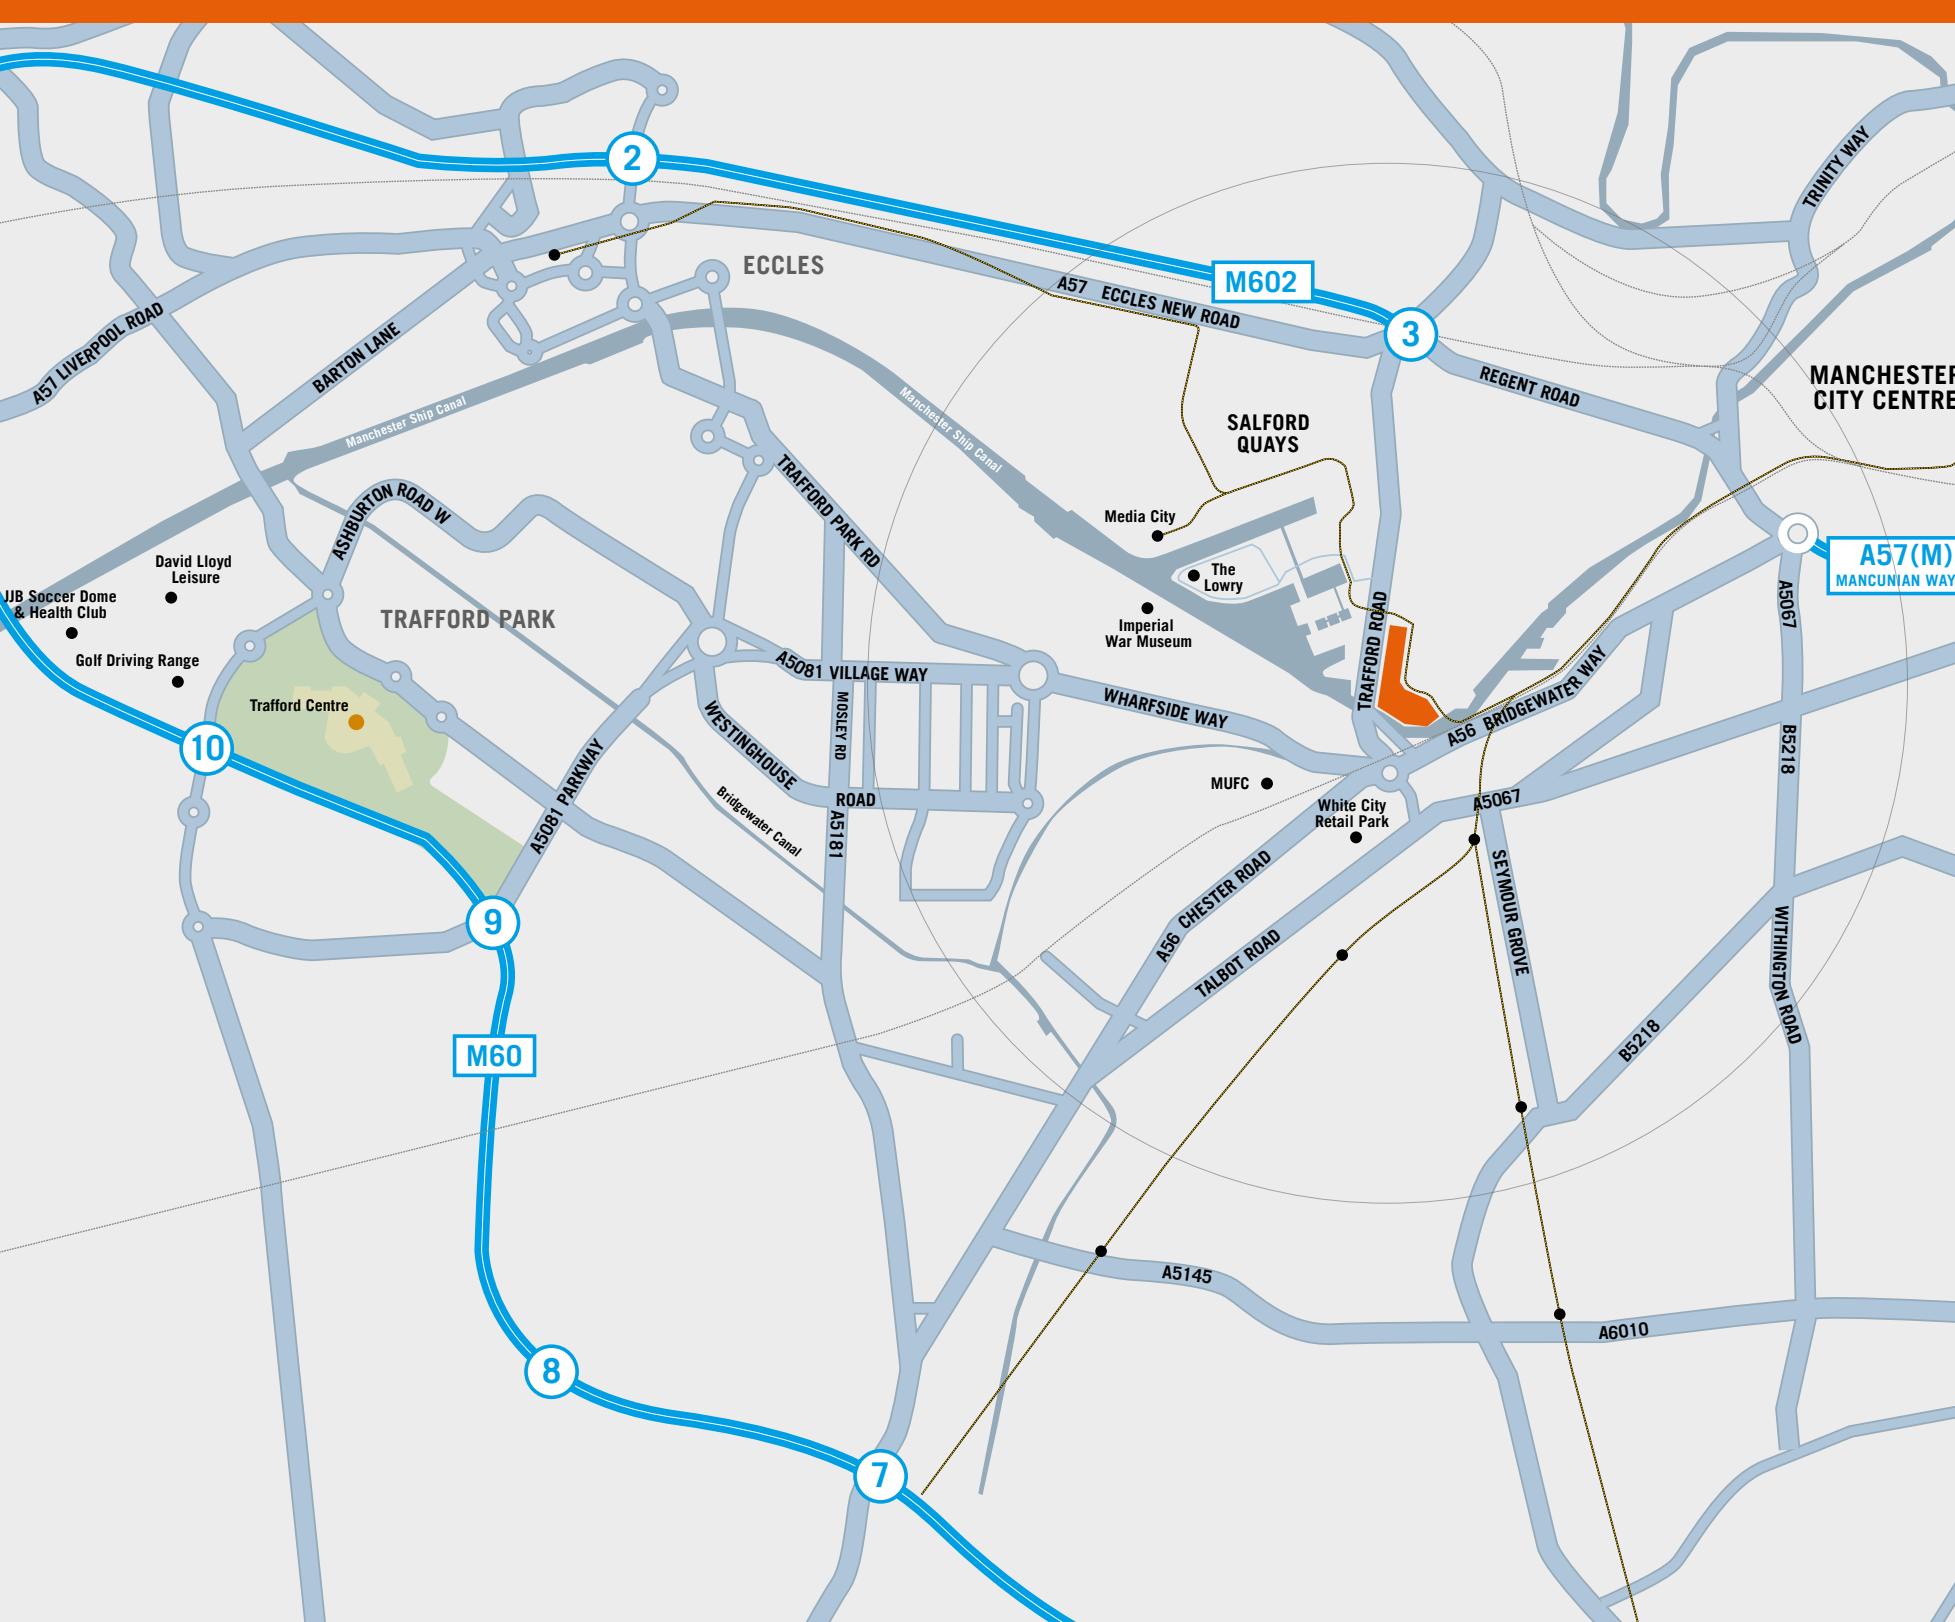 2
TRINITY WAY
ECCLES
M602
A57 ECCLES NEW ROAD
3
A57 LIVERPOOL ROAD
BARTON LANE
REGENT ROAD
MANCHESTER
CITY CENTRE
Manchester Ship Canal
Manchester Ship Canal
SALFORD
QUAYS
ASHBURTON ROAD W
TRAFFORD PARK RD
Media City
A57(M)
MANCUNIAN WAY
David Lloyd
Leisure
The
Lowry
JJB Soccer Dome
& Health Club
TRAFFORD PARK
Imperial
War Museum
TRAFFORD ROAD
A5067
Golf Driving Range
A5081 VILLAGE WAY
Trafford Centre
WHARFSIDE WAY
A56 BRIDGEWATER WAY
10
WESTINGHOUSE
ROAD
MOSLEY RD
A5181
A5081 PARKWAY
Bridgewater Canal
MUFC
White City
Retail Park
A5067
B5218
9
A56 CHESTER ROAD
TALBOT ROAD
SEYMOUR GROVE
WITHINGTON ROAD
M60
B5218
A5145
A6010
8
7